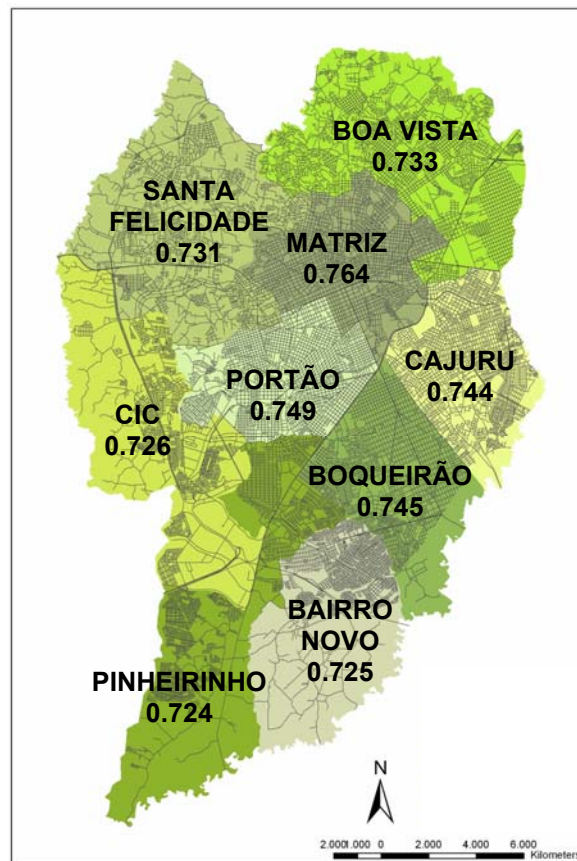 BOA VISTA
0.733
SANTA
FELICIDADE
0.731
MATRIZ
0.764
CAJURU
0.744
PORTÃO
0.749
CIC
0.726
BOQUEIRÃO
0.745
BAIRRO
NOVO
0.725
PINHEIRINHO
0.724
N
2.000 1.000 0 2.000 4.000 6.000
Kilometers